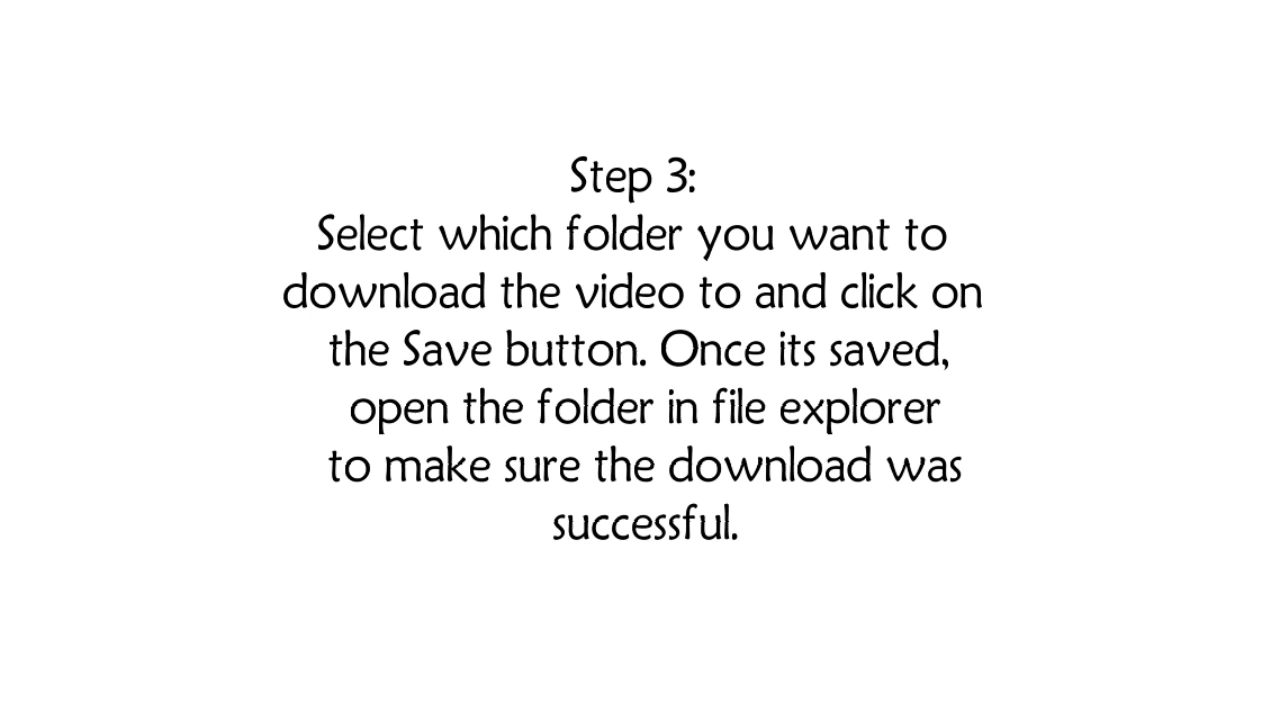 Step 3:
Select which folder you want to
download the video to and click on
the Save button. Once its saved,
open the folder in file explorer
to make sure the download was
successful.